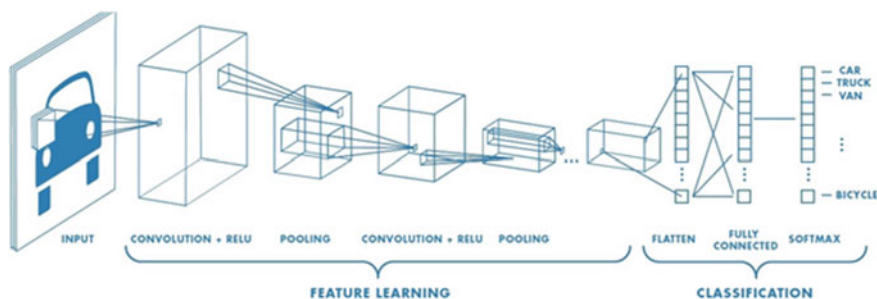 CAR
TRUCK
VAN
BICYCLE
INPUT
CONVOLUTION + RELU
POOLING
CONVOLUTION + RELU
POOLING
FLATTEN
FULLY
CONNECTED
SOFTMAX
FEATURE LEARNING
CLASSIFICATION